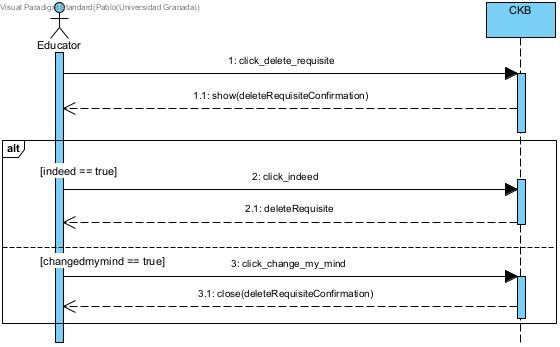 Visual Paradigm Standard(Pablo(Universidad Granada))
CKB
Educator
1: click_delete_requisite
1.1: show(deleteRequisiteConfirmation)
alt
[indeed == true]
2: click_indeed
2.1: deleteRequisite
[changedmymind == true]
3: click_change_my_mind
3.1: close(deleteRequisiteConfirmation)